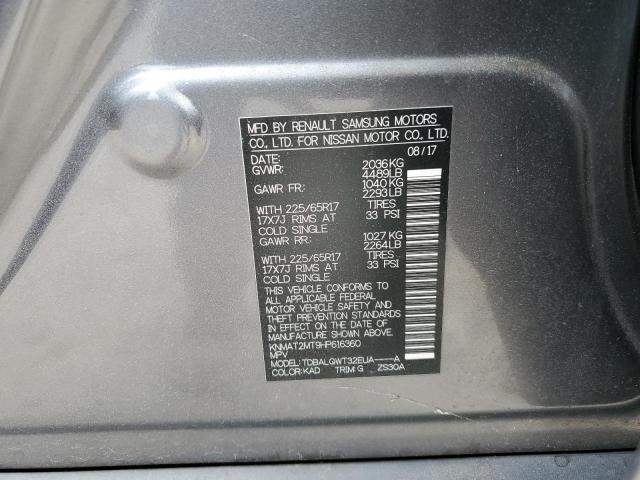 MFD BY RENAULT SAMSUNG MOTORS
CO., LTD. FOR NISSAN MOTOR CO., LTD.
DATE: 08/17
GVWR: 2036KG
4489LB
GAWR FR: 1040KG
2293LB
WITH 225/65R17 TIRES
17X7J RIMS AT 33 PSI
COLD SINGLE
GAWR RR: 1027KG
2264LB
WITH 225/65R17 TIRES
17X7J RIMS AT 33 PSI
COLD SINGLE
THIS VEHICLE CONFORMS TO
ALL APPLICABLE FEDERAL
MOTOR VEHICLE SAFETY AND
THEFT PREVENTION STANDARDS
IN EFFECT ON THE DATE OF
MANUFACTURE SHOWN ABOVE.
KNMAT2MT9HP616360
MPV
MODEL: TDBALGWT32EUA----A
COLOR: KAD TRIM: G ZS30A